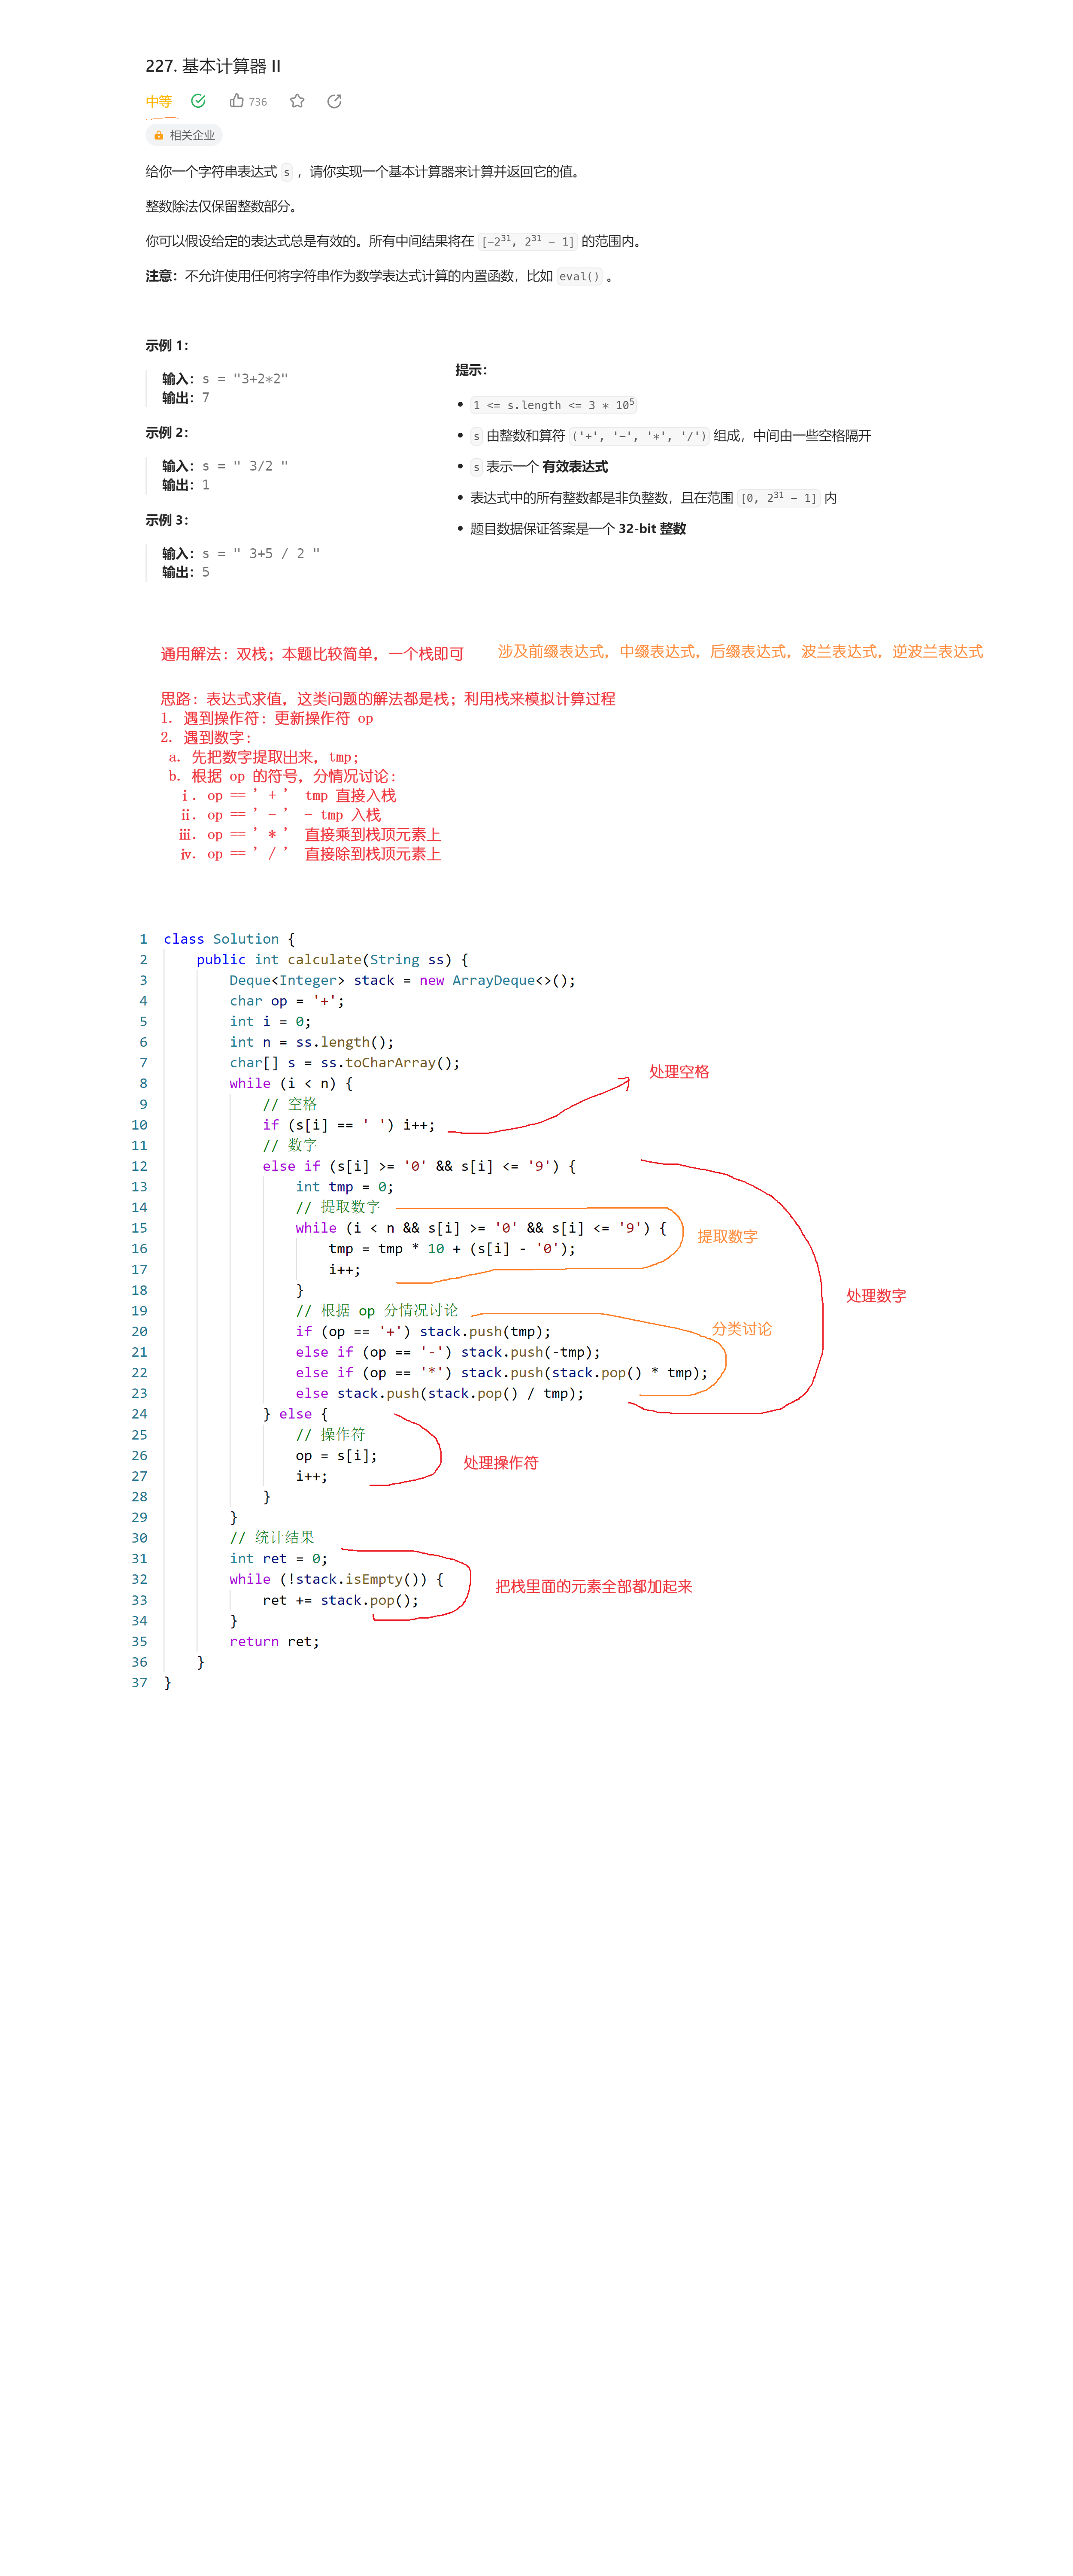 227. 基本计算器 II
中等 736
相关企业
给你一个字符串表达式 s ，请你实现一个基本计算器来计算并返回它的值。
整数除法仅保留整数部分。
你可以假设给定的表达式总是有效的。所有中间结果将在 [-2³¹, 2³¹ - 1] 的范围内。
注意：不允许使用任何将字符串作为数学表达式计算的内置函数，比如 eval() 。
示例 1：
输入：s = "3+2*2"
输出：7
示例 2：
输入：s = " 3/2 "
输出：1
示例 3：
输入：s = " 3+5 / 2 "
输出：5
提示：
• 1 <= s.length <= 3 * 10⁵
• s 由整数和算符 ('+', '-', '*', '/') 组成，中间由一些空格隔开
• s 表示一个 有效表达式
• 表达式中的所有整数都是非负整数，且在范围 [0, 2³¹ - 1] 内
• 题目数据保证答案是一个 32-bit 整数
通用解法：双栈；本题比较简单，一个栈即可
涉及前缀表达式，中缀表达式，后缀表达式，波兰表达式，逆波兰表达式
思路：表达式求值，这类问题的解法都是栈；利用栈来模拟计算过程
1. 遇到操作符：更新操作符 op
2. 遇到数字：
a. 先把数字提取出来，tmp；
b. 根据 op 的符号，分情况讨论：
ⅰ. op == ' + ' tmp 直接入栈
ⅱ. op == ' - ' - tmp 入栈
ⅲ. op == ' * ' 直接乘到栈顶元素上
ⅳ. op == ' / ' 直接除到栈顶元素上
1 class Solution {
2 public int calculate(String ss) {
3 Deque<Integer> stack = new ArrayDeque<>();
4 char op = '+';
5 int i = 0;
6 int n = ss.length();
7 char[] s = ss.toCharArray();
8 while (i < n) {
9 // 空格
10 if (s[i] == ' ') i++;
11 // 数字
12 else if (s[i] >= '0' && s[i] <= '9') {
13 int tmp = 0;
14 // 提取数字
15 while (i < n && s[i] >= '0' && s[i] <= '9') {
16 tmp = tmp * 10 + (s[i] - '0');
17 i++;
18 }
19 // 根据 op 分情况讨论
20 if (op == '+') stack.push(tmp);
21 else if (op == '-') stack.push(-tmp);
22 else if (op == '*') stack.push(stack.pop() * tmp);
23 else stack.push(stack.pop() / tmp);
24 } else {
25 // 操作符
26 op = s[i];
27 i++;
28 }
29 }
30 // 统计结果
31 int ret = 0;
32 while (!stack.isEmpty()) {
33 ret += stack.pop();
34 }
35 return ret;
36 }
37 }
处理空格
提取数字
处理数字
分类讨论
处理操作符
把栈里面的元素全部都加起来